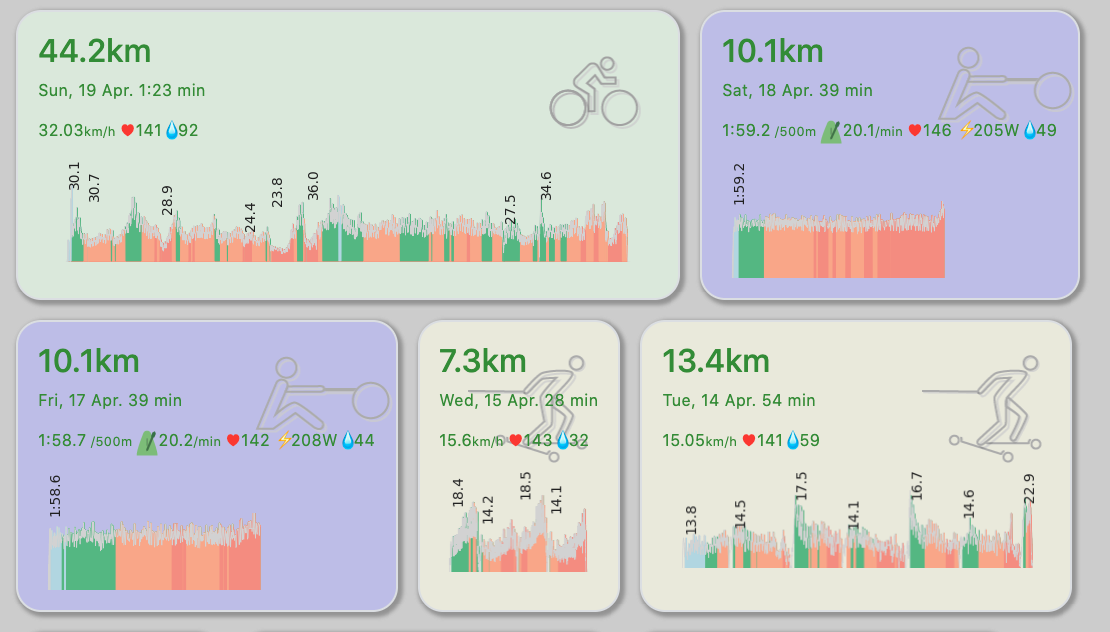 44.2km
Sun, 19 Apr. 1:23 min
32.03km/h ❤️141💧92
30.1
30.7
28.9
24.4
23.8
36.0
27.5
34.6
10.1km
Sat, 18 Apr. 39 min
1:59.2 /500m 20.1/min ❤️146 ⚡205W💧49
1:59.2
10.1km
Fri, 17 Apr. 39 min
1:58.7 /500m 20.2/min ❤️142 ⚡208W💧44
1:58.6
7.3km
Wed, 15 Apr. 28 min
15.6km/h ❤️143💧32
18.4
14.2
18.5
14.1
13.4km
Tue, 14 Apr. 54 min
15.05km/h ❤️141💧59
13.8
14.5
17.5
14.1
16.7
14.6
22.9